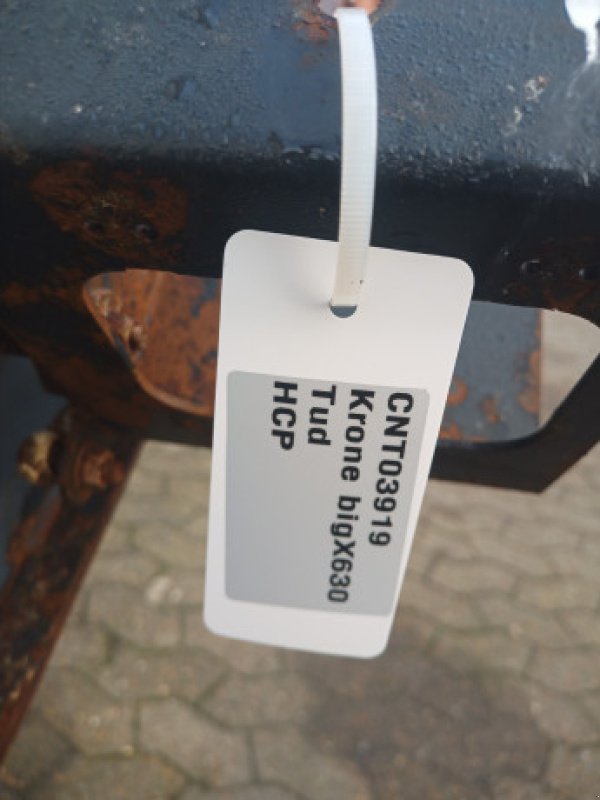 CNT03919
Krone bigX630
Tud
HCP